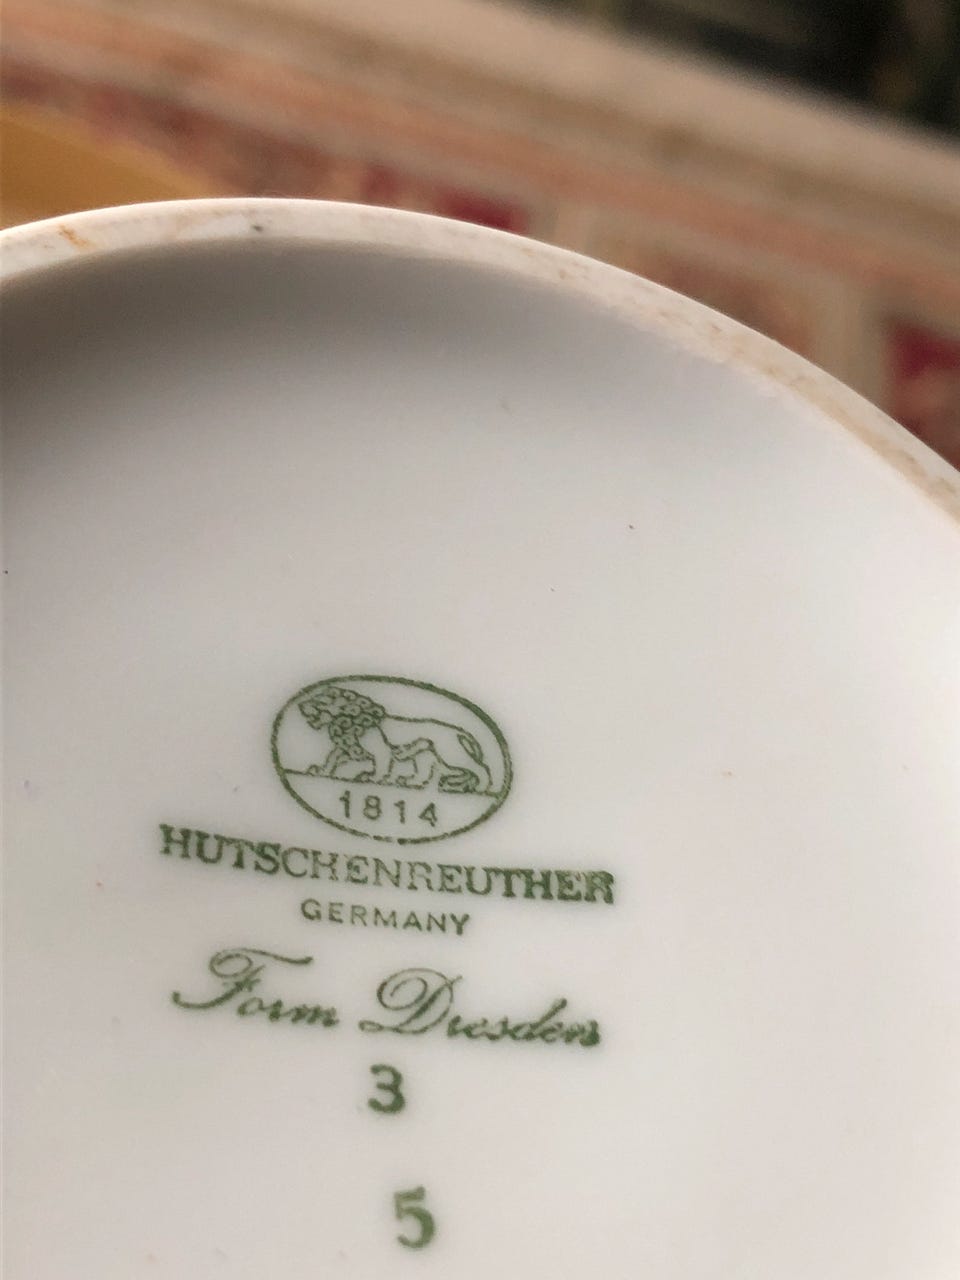 1814
HUTSCHENREUTHER
GERMANY
Form Dresden
3
5